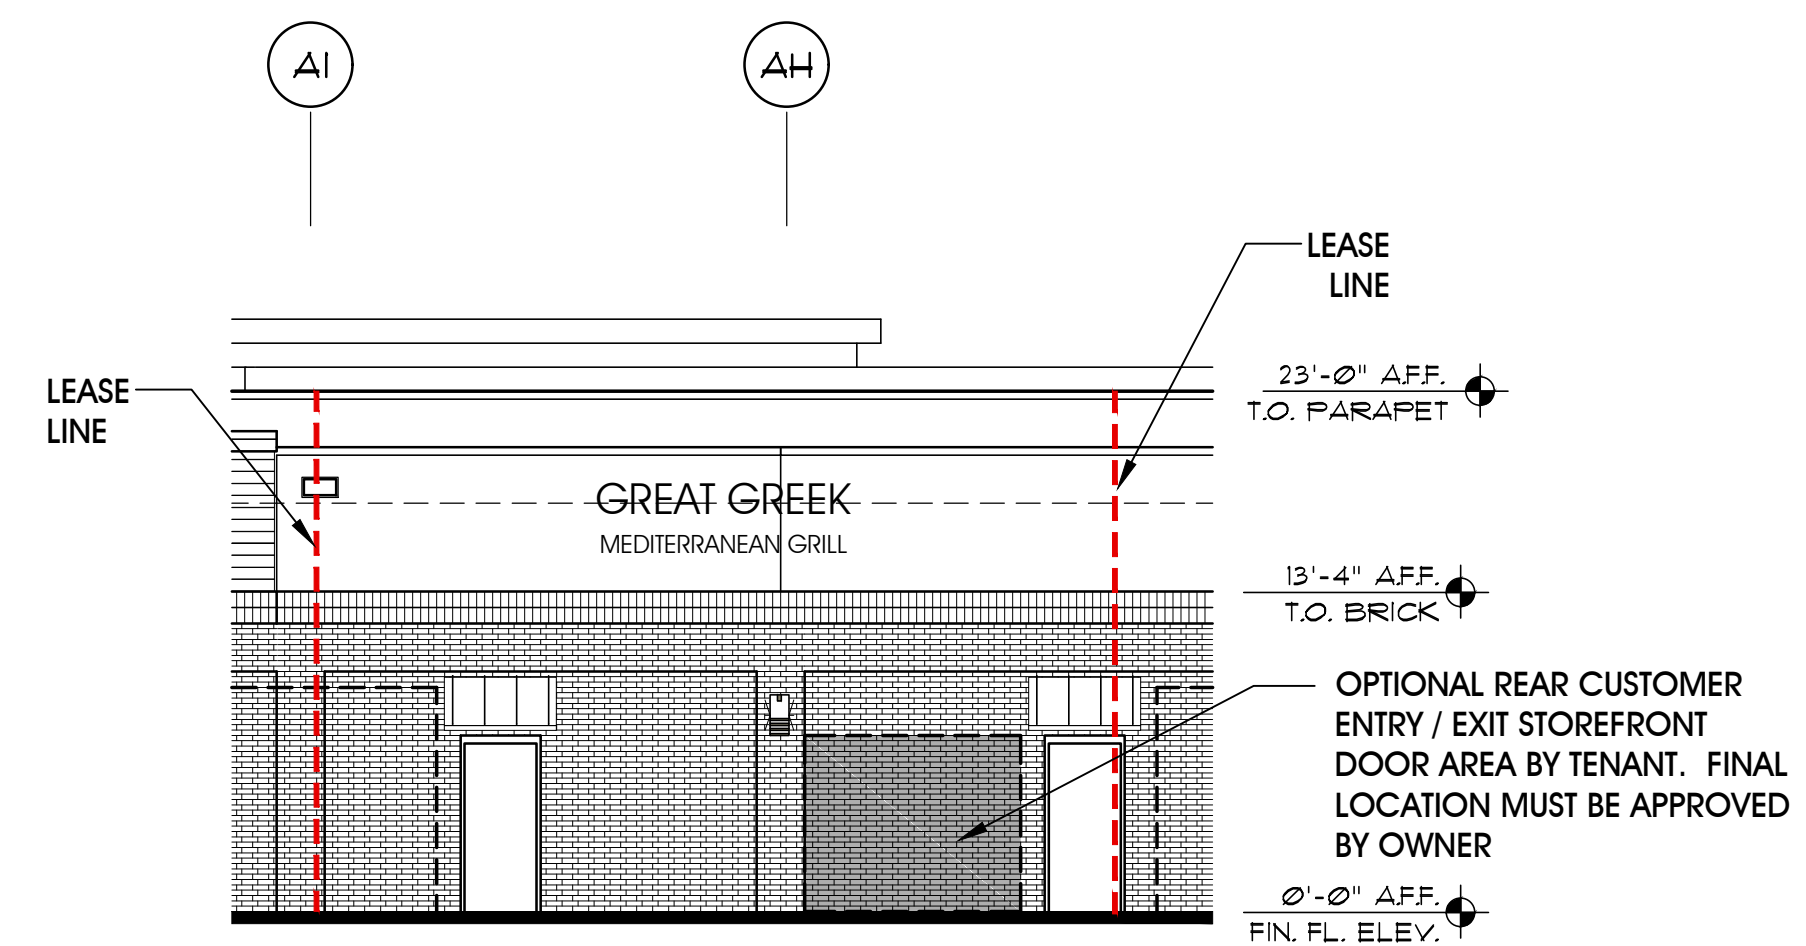 AI
AH
LEASE
LINE
LEASE
LINE
23'-0" A.F.F.
T.O. PARAPET
GREAT GREEK
MEDITERRANEAN GRILL
13'-4" A.F.F.
T.O. BRICK
OPTIONAL REAR CUSTOMER
ENTRY / EXIT STOREFRONT
DOOR AREA BY TENANT.  FINAL
LOCATION MUST BE APPROVED
BY OWNER
0'-0" A.F.F.
FIN. FL. ELEV.